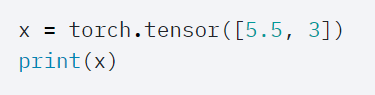 x = torch.tensor([5.5, 3])
print(x)